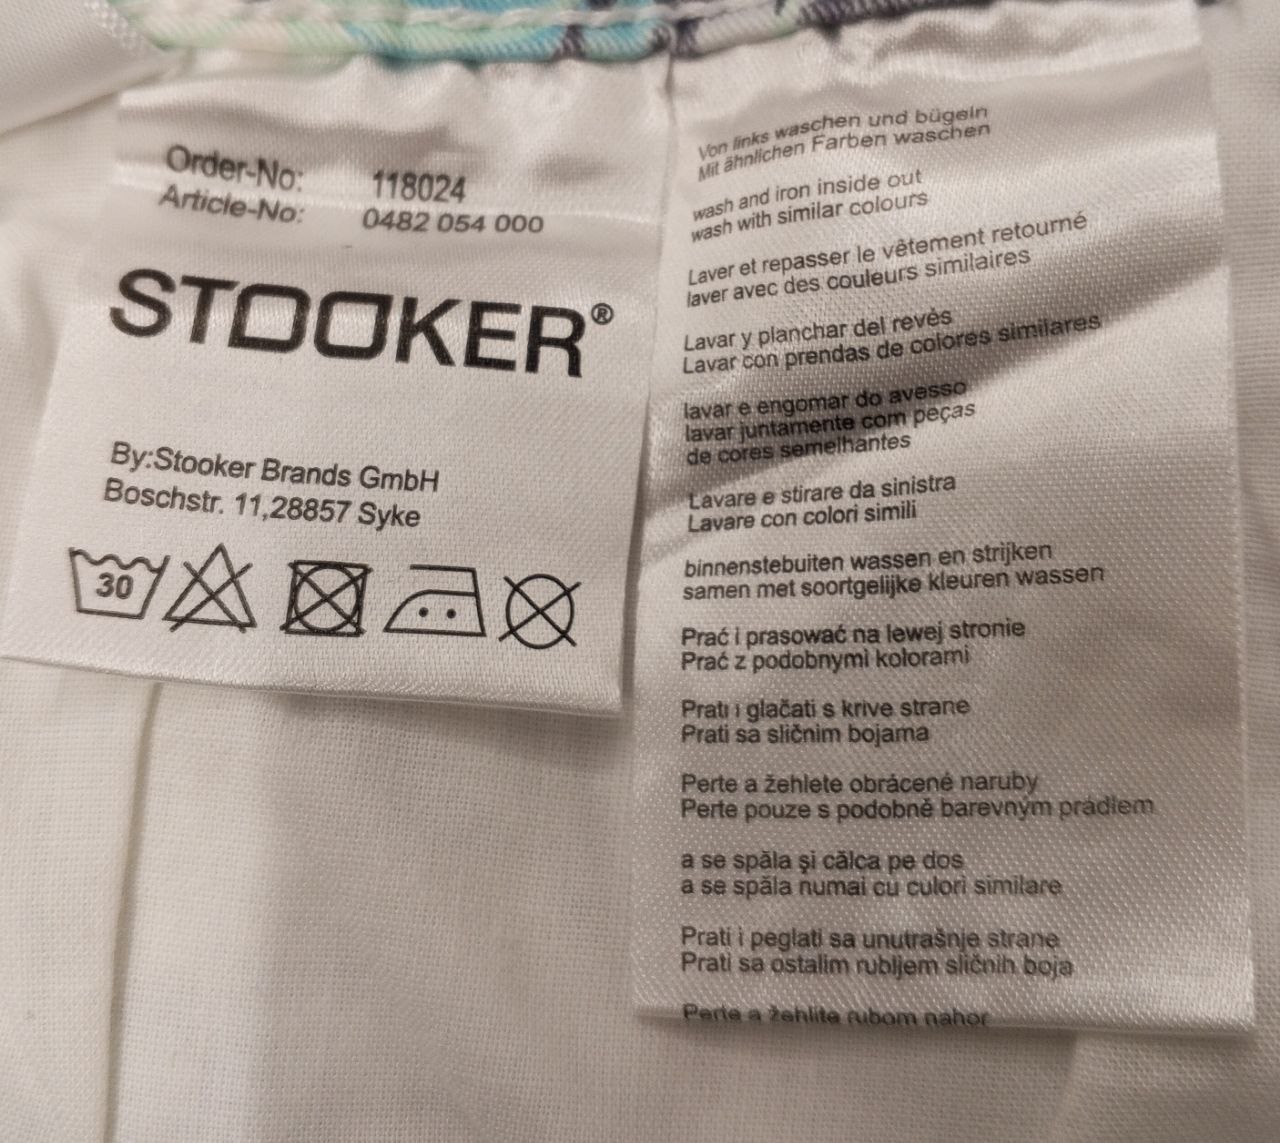 Order-No: 118024
Article-No: 0482 054 000
STOOKER®
By:Stooker Brands GmbH
Boschstr. 11,28857 Syke
30
Von links waschen und bügeln
Mit ähnlichen Farben waschen
wash and iron inside out
wash with similar colours
Laver et repasser le vêtement retourné
laver avec des couleurs similaires
Lavar y planchar del revés
Lavar con prendas de colores similares
lavar e engomar do avesso
lavar juntamente com peças
de cores semelhantes
Lavare e stirare da sinistra
Lavare con colori simili
binnenstebuiten wassen en strijken
samen met soortgelijke kleuren wassen
Prać i prasować na lewej stronie
Prać z podobnymi kolorami
Prati i glačati s krive strane
Prati sa sličnim bojama
Perte a žehlete obrácené naruby
Perte pouze s podobně barevným prádlem
a se spăla şi călca pe dos
a se spăla numai cu culori similare
Prati i peglati sa unutrašnje strane
Prati sa ostalim rubljem sličnih boja
Perte a žehlite rubom nahor